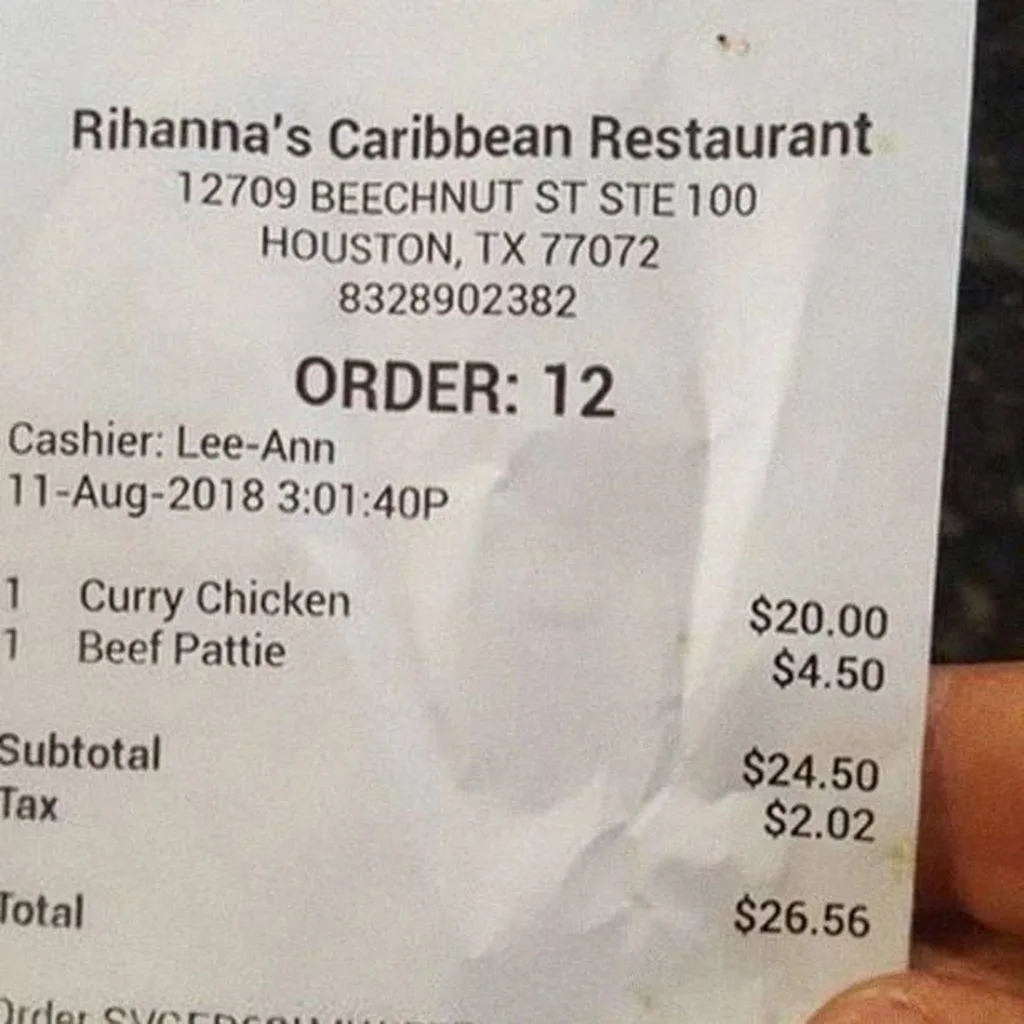 Rihanna's Caribbean Restaurant
12709 BEECHNUT ST STE 100
HOUSTON, TX 77072
8328902382
ORDER: 12
Cashier: Lee-Ann
11-Aug-2018 3:01:40P
1 Curry Chicken $20.00
1 Beef Pattie $4.50
Subtotal $24.50
Tax $2.02
Total $26.56
Order